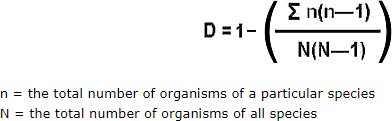 D = 1 - ( Σ n(n—1) / N(N—1) )
n = the total number of organisms of a particular species
N = the total number of organisms of all species